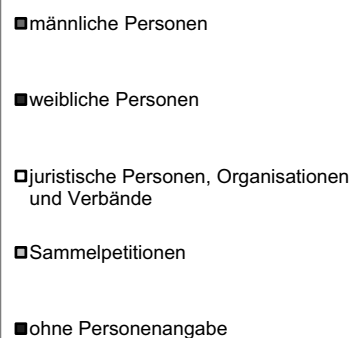 männliche Personen
weibliche Personen
juristische Personen, Organisationen
und Verbände
Sammelpetitionen
ohne Personenangabe